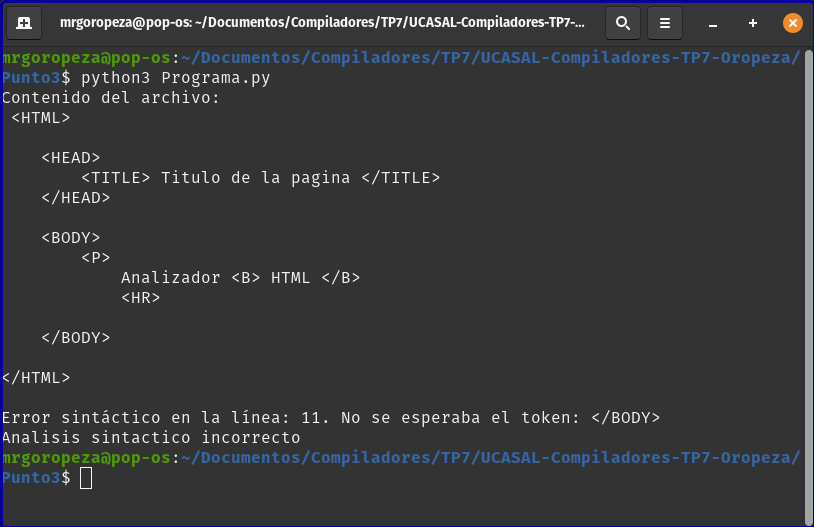 mrgoropeza@pop-os: ~/Documentos/Compiladores/TP7/UCASAL-Compiladores-TP7-...
mrgoropeza@pop-os:~/Documentos/Compiladores/TP7/UCASAL-Compiladores-TP7-Oropeza/
Punto3$ python3 Programa.py
Contenido del archivo:
<HTML>
<HEAD>
<TITLE> Titulo de la pagina </TITLE>
</HEAD>
<BODY>
<P>
Analizador <B> HTML </B>
<HR>
</BODY>
</HTML>
Error sintáctico en la línea: 11. No se esperaba el token: </BODY>
Analisis sintactico incorrecto
mrgoropeza@pop-os:~/Documentos/Compiladores/TP7/UCASAL-Compiladores-TP7-Oropeza/
Punto3$